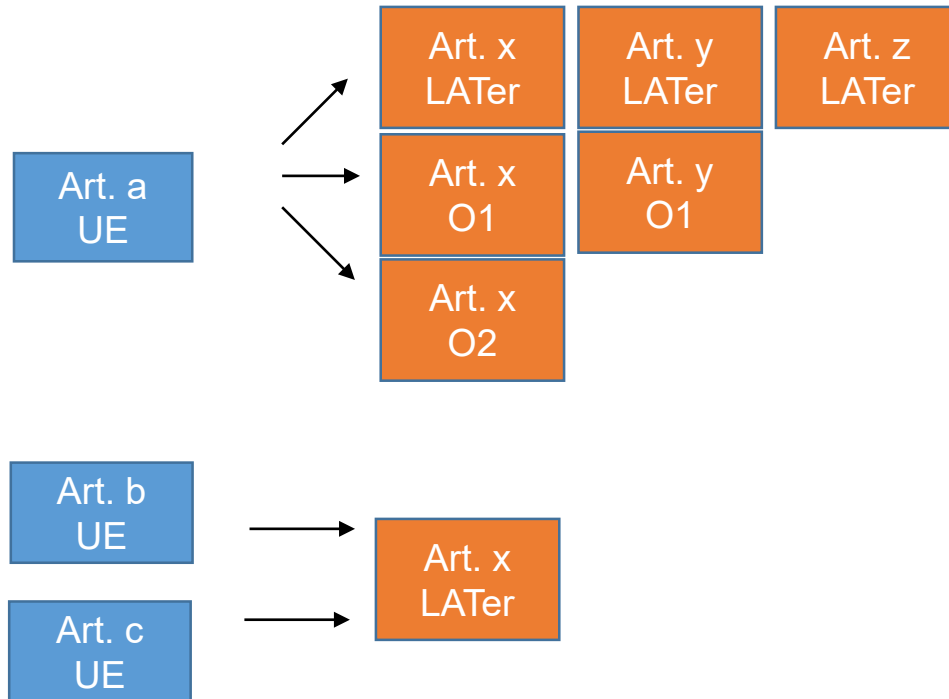 Art. x
LATer
Art. y
LATer
Art. z
LATer
Art. a
UE
Art. x
O1
Art. y
O1
Art. x
O2
Art. b
UE
Art. x
LATer
Art. c
UE